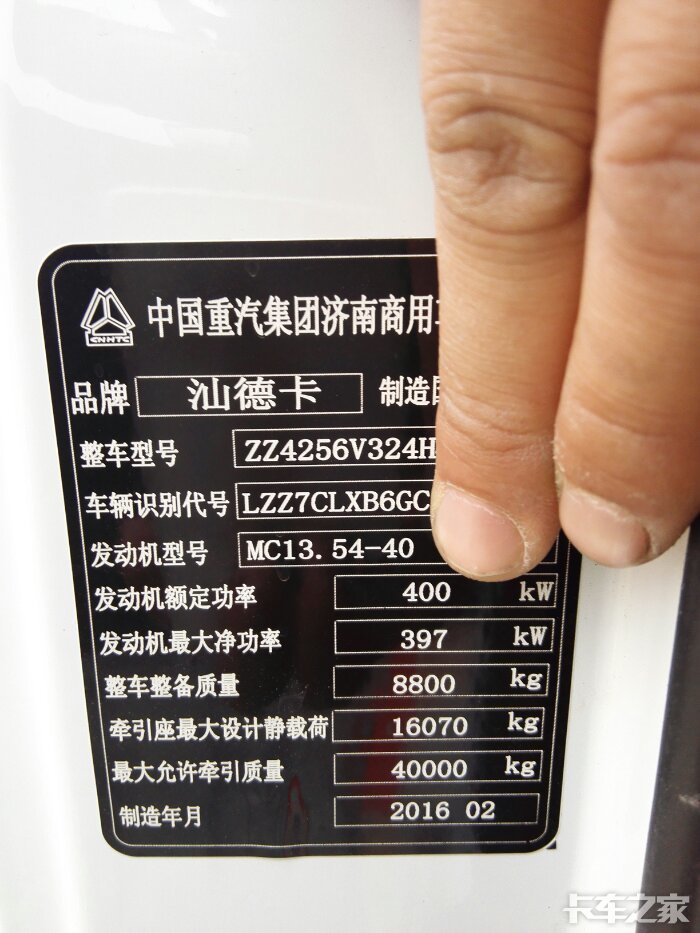 CNHTC
中国重汽集团济南商用
品牌 汕德卡 制造国
整车型号 ZZ4256V324H
车辆识别代号 LZZ7CLXB6GC
发动机型号 MC13.54-40
发动机额定功率 400 kW
发动机最大净功率 397 kW
整车整备质量 8800 kg
牵引座最大设计静载荷 16070 kg
最大允许牵引质量 40000 kg
制造年月 2016 02
卡车之家